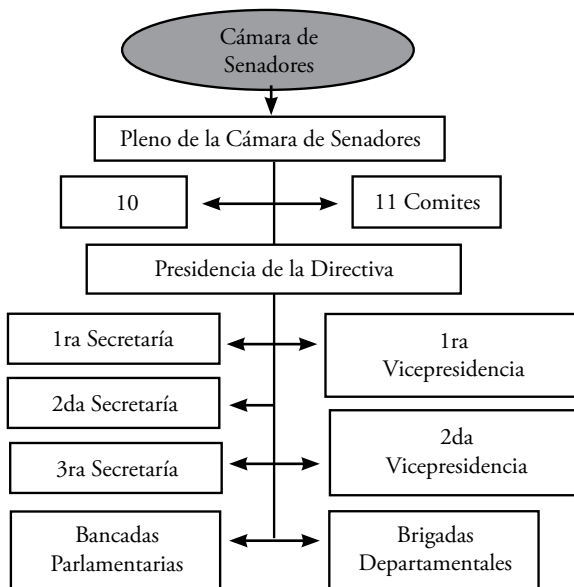 Cámara de
Senadores
Pleno de la Cámara de Senadores
10
11 Comites
Presidencia de la Directiva
1ra Secretaría
1ra
Vicepresidencia
2da Secretaría
2da
Vicepresidencia
3ra Secretaría
Bancadas
Parlamentarias
Brigadas
Departamentales